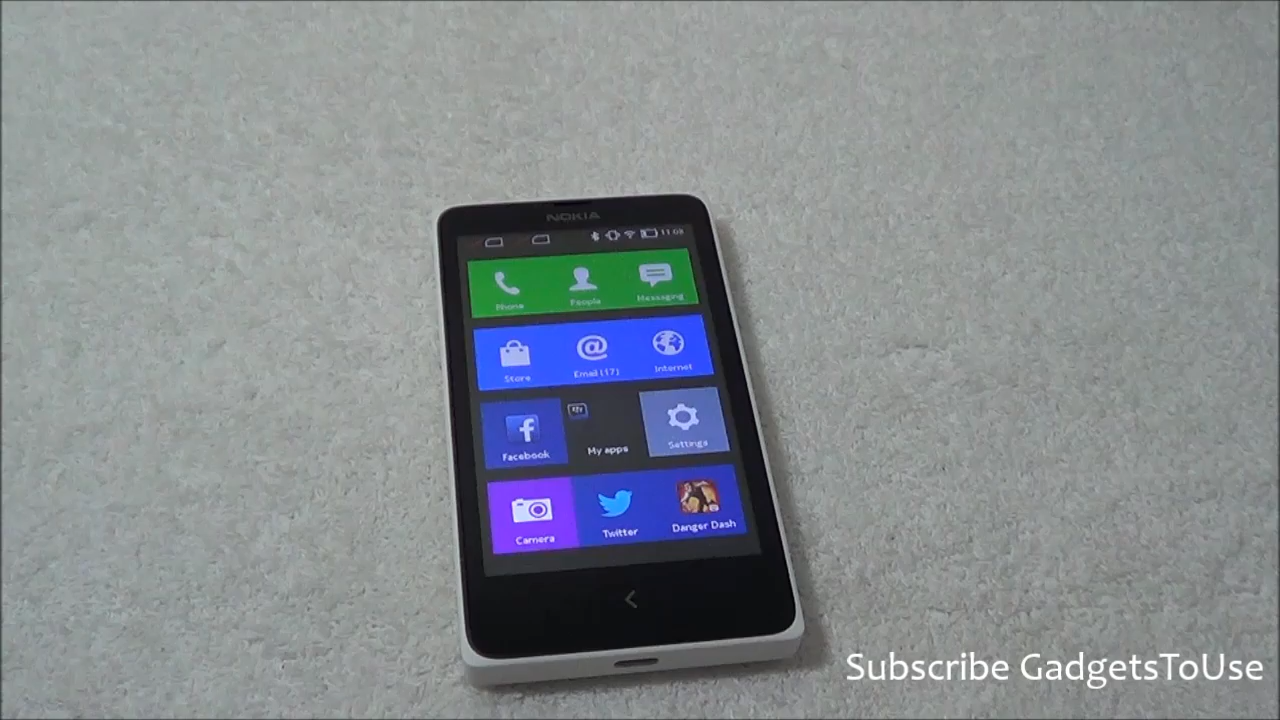 NOKIA
11:03
Phone People Messaging
Store Email (17) Internet
Facebook My apps Settings
Camera Twitter Danger Dash
Subscribe GadgetsToUse